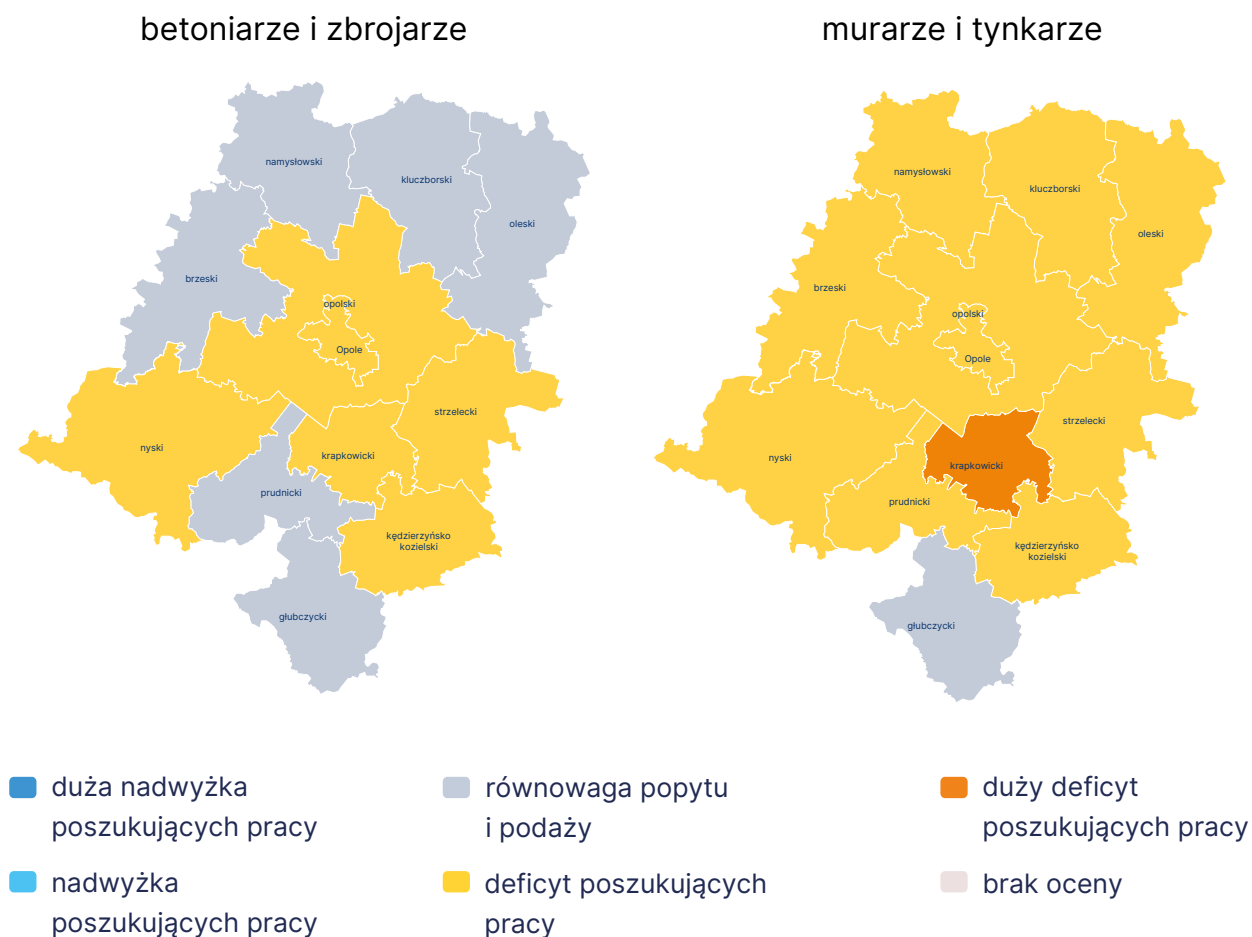 betoniarze i zbrojarze
namysłowski
kluczborski
oleski
brzeski
opolski
Opole
strzelecki
nyski
krapkowicki
prudnicki
kędzierzyńsko
kozielski
głubczycki
murarze i tynkarze
namysłowski
kluczborski
oleski
brzeski
opolski
Opole
strzelecki
nyski
krapkowicki
prudnicki
kędzierzyńsko
kozielski
głubczycki
duża nadwyżka
poszukujących pracy
nadwyżka
poszukujących pracy
równowaga popytu
i podaży
deficyt poszukujących
pracy
duży deficyt
poszukujących pracy
brak oceny